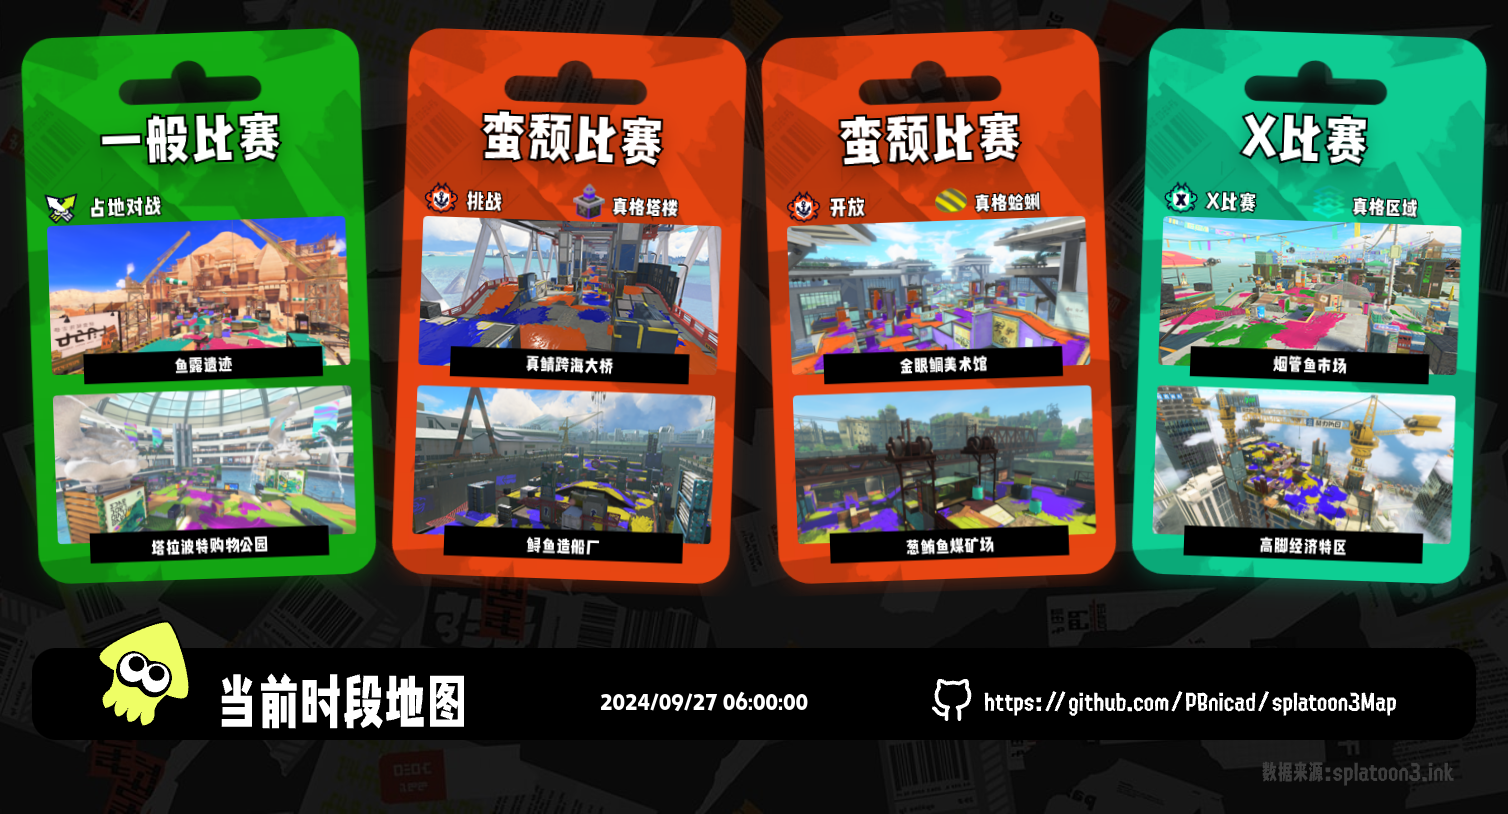 一般比赛
占地对战
鱼露遗迹
塔拉波特购物公园
蛮颓比赛
挑战
真格塔楼
真鲭跨海大桥
鲟鱼造船厂
蛮颓比赛
开放
真格蛤蜊
金眼鲷美术馆
葱鲔鱼煤矿场
X比赛
X比赛
真格区域
烟管鱼市场
高脚经济特区
当前时段地图
2024/09/27 06:00:00
https://github.com/PBnicad/splatoon3Map
数据来源:splatoon3.ink